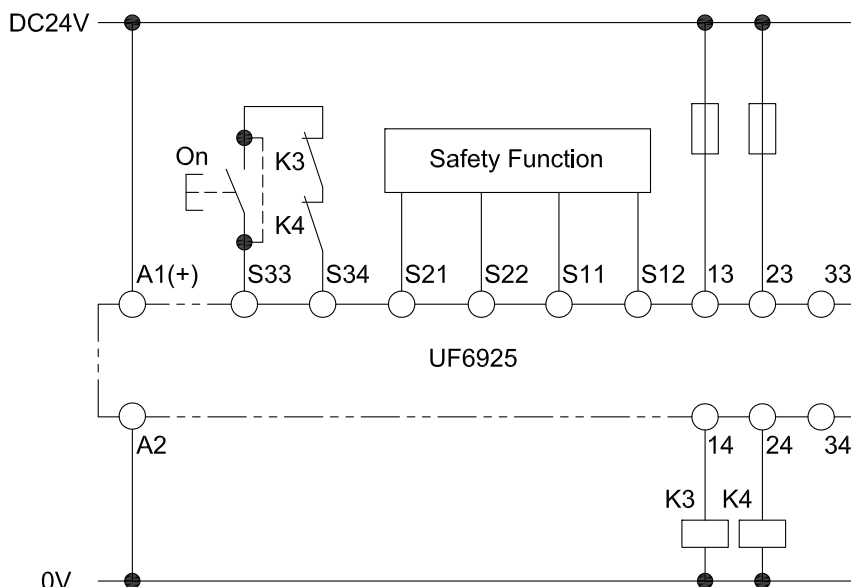 DC24V
On
K3
K4
Safety Function
A1(+)
S33
S34
S21
S22
S11
S12
13
23
33
UF6925
A2
14
24
34
K3
K4
0V